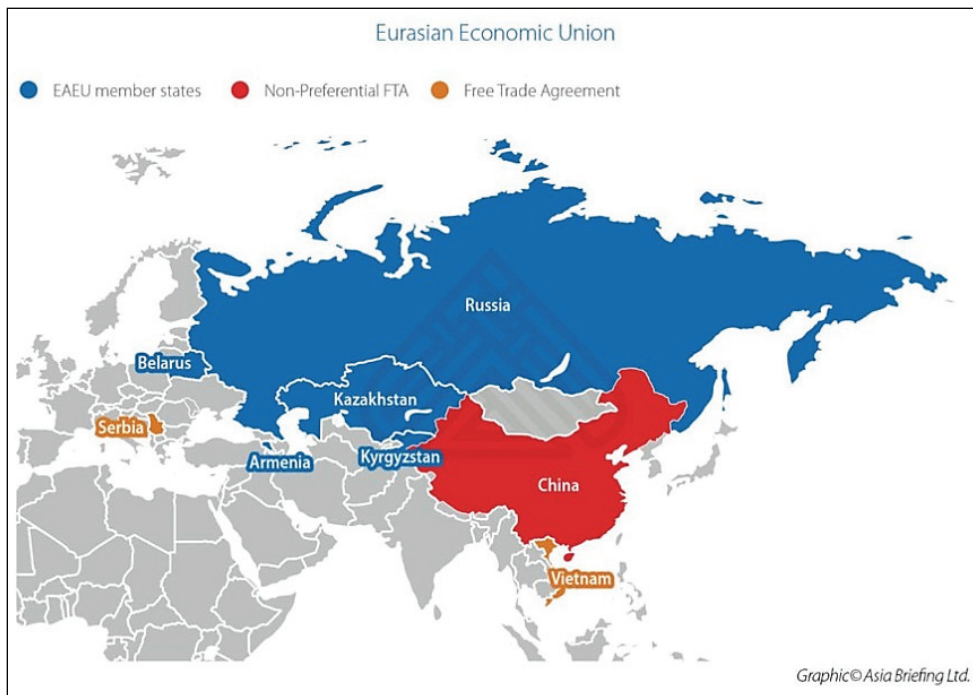 Eurasian Economic Union
EAEU member states
Non-Preferential FTA
Free Trade Agreement
Russia
Belarus
Kazakhstan
Serbia
Armenia
Kyrgyzstan
China
Vietnam
Graphic© Asia Briefing Ltd.